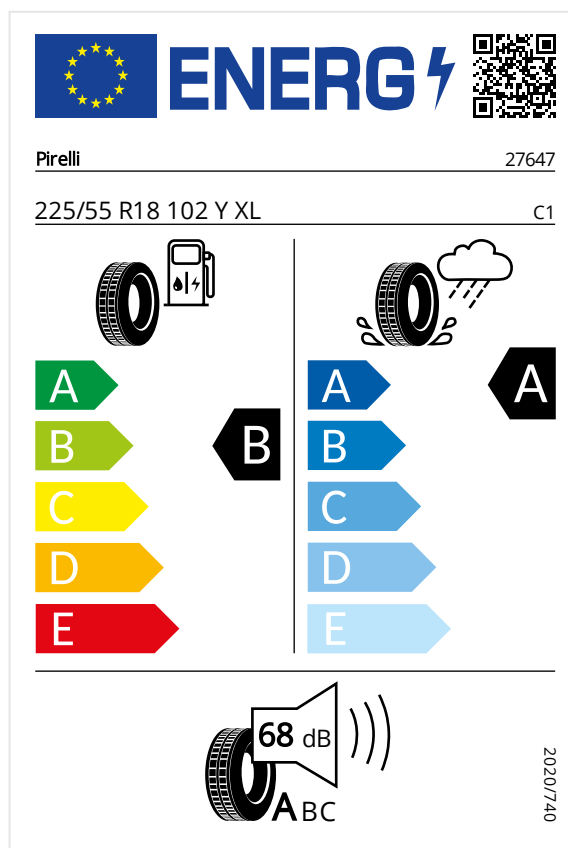 ENERG
Pirelli 27647
225/55 R18 102 Y XL C1
A A A
B B B
C C
D D
E E
68 dB
ABC
2020/740